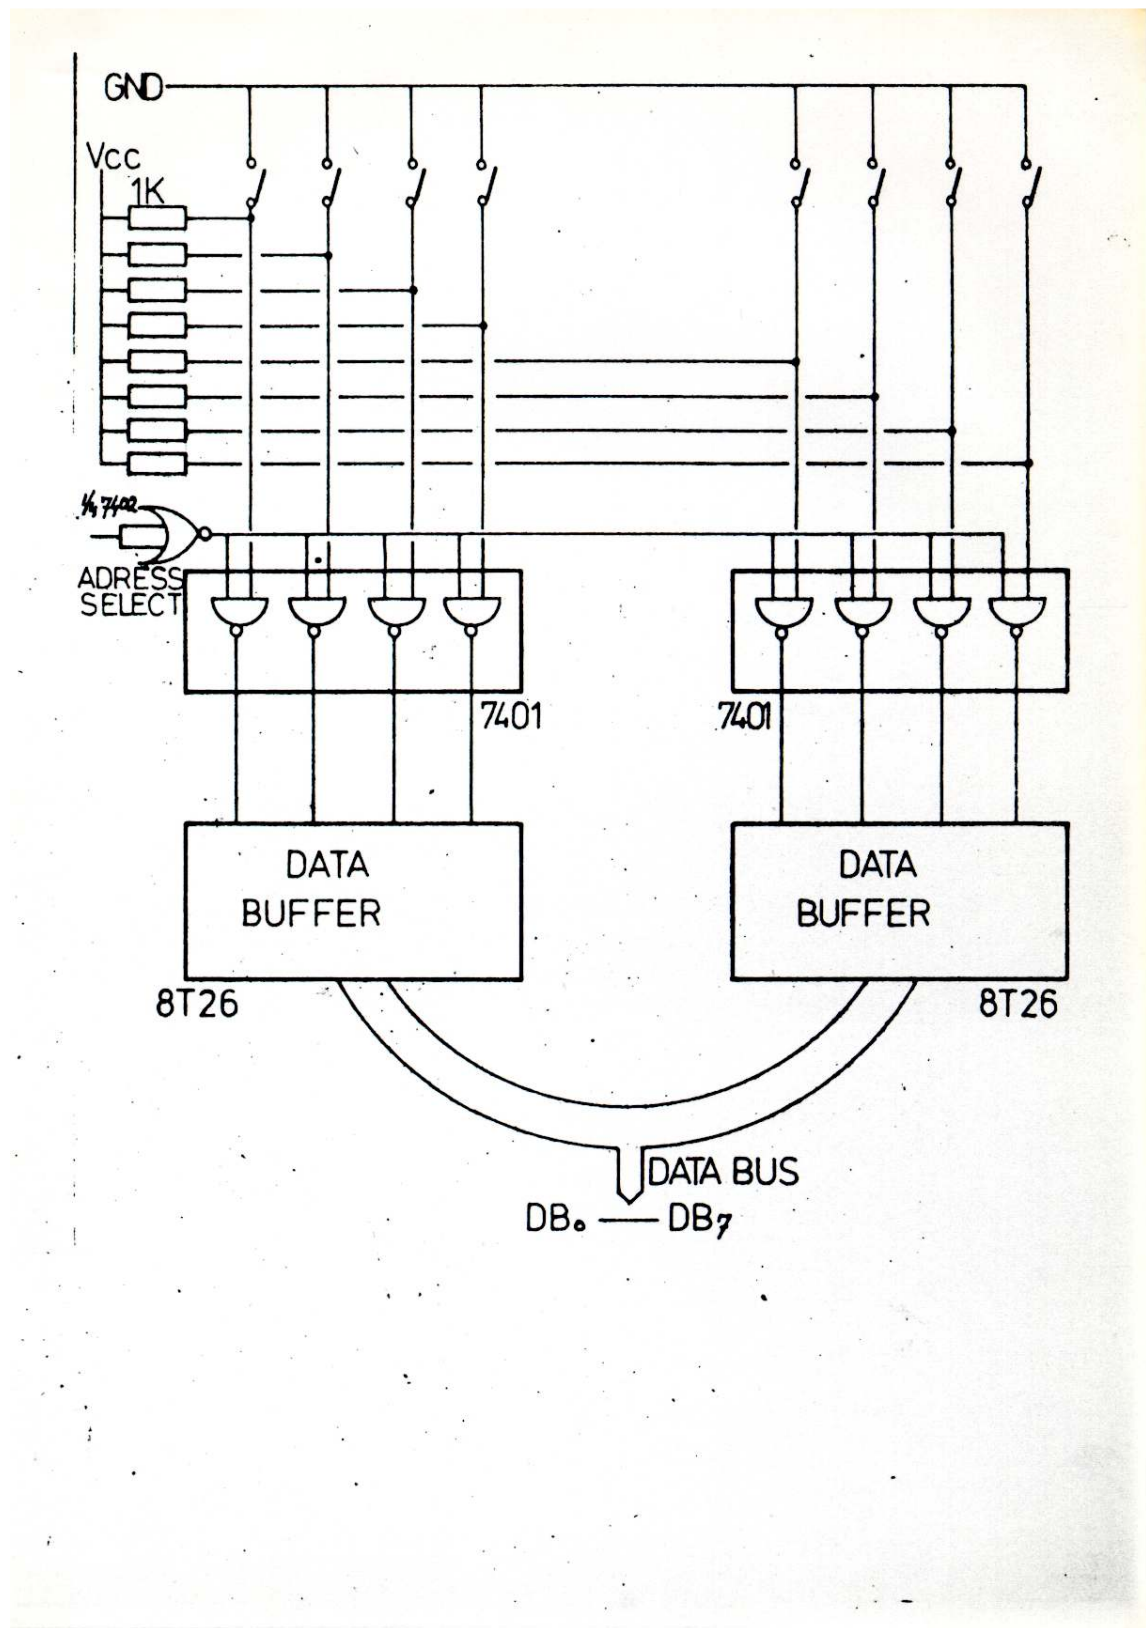 GND
Vcc
1K
1/4 7402
ADRESS
SELECT
7401
7401
DATA
BUFFER
DATA
BUFFER
8T26
8T26
DATA BUS
DB₀ — DB₇